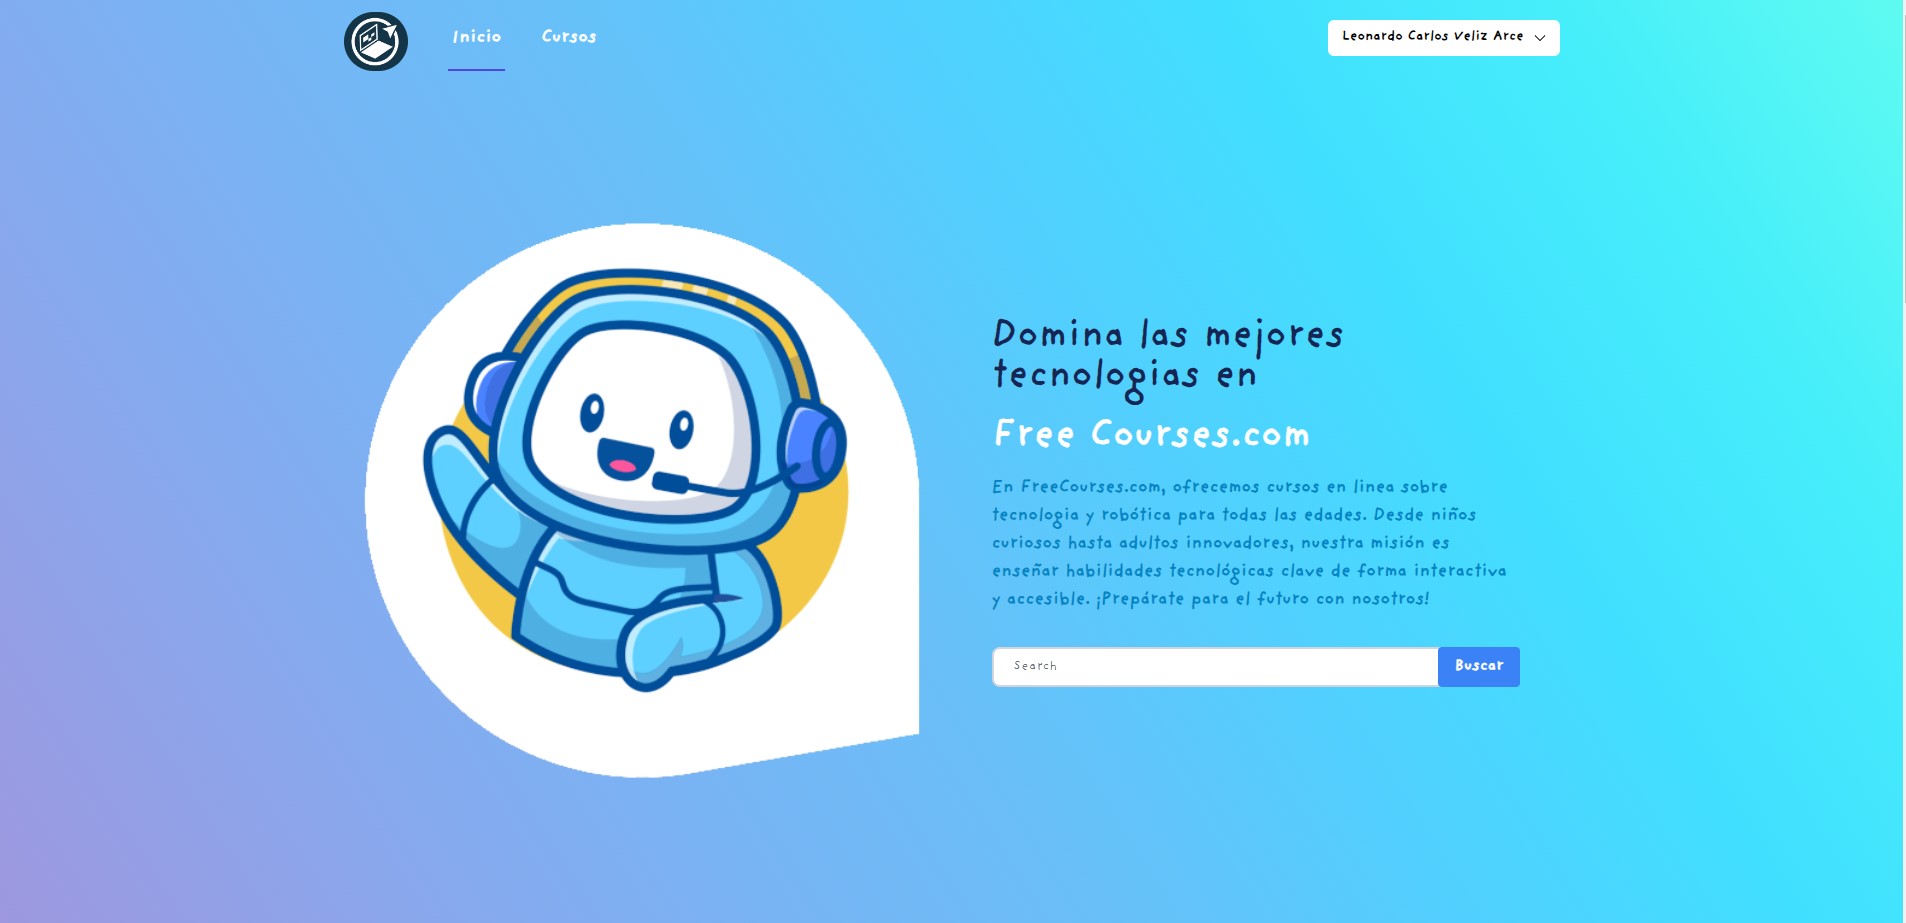 Inicio
Cursos
Leonardo Carlos Veliz Arce
Domina las mejores
tecnologias en
Free Courses.com
En FreeCourses.com, ofrecemos cursos en linea sobre
tecnologia y robótica para todas las edades. Desde niños
curiosos hasta adultos innovadores, nuestra misión es
enseñar habilidades tecnológicas clave de forma interactiva
y accesible. ¡Prepárate para el futuro con nosotros!
Search
Buscar